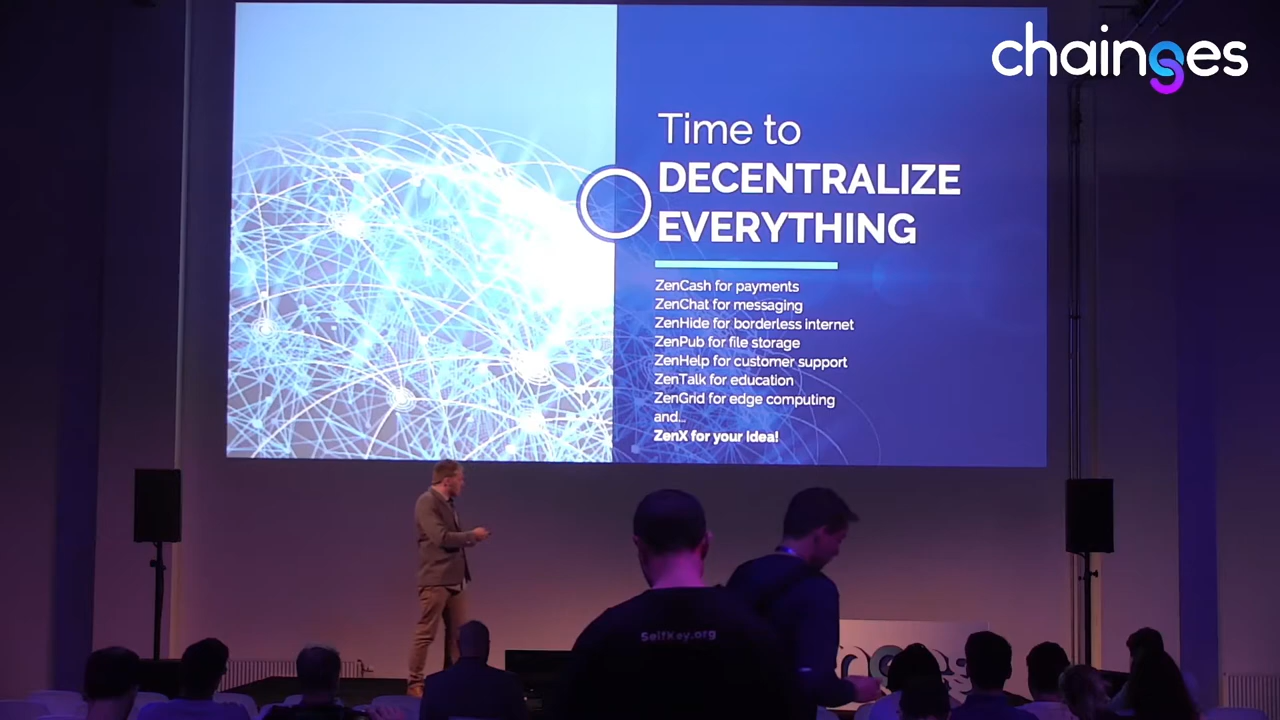 chainges
Time to
DECENTRALIZE
EVERYTHING
ZenCash for payments
ZenChat for messaging
ZenHide for borderless internet
ZenPub for file storage
ZenHelp for customer support
ZenTalk for education
ZenGrid for edge computing
and...
ZenX for your Idea!
SelfKey.org